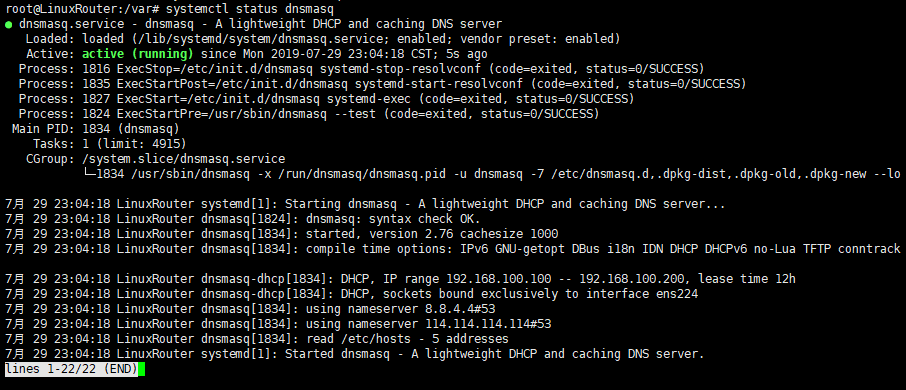 root@LinuxRouter:/var# systemctl status dnsmasq
● dnsmasq.service - dnsmasq - A lightweight DHCP and caching DNS server
   Loaded: loaded (/lib/systemd/system/dnsmasq.service; enabled; vendor preset: enabled)
   Active: active (running) since Mon 2019-07-29 23:04:18 CST; 5s ago
  Process: 1816 ExecStop=/etc/init.d/dnsmasq systemd-stop-resolvconf (code=exited, status=0/SUCCESS)
  Process: 1835 ExecStartPost=/etc/init.d/dnsmasq systemd-start-resolvconf (code=exited, status=0/SUCCESS)
  Process: 1827 ExecStart=/etc/init.d/dnsmasq systemd-exec (code=exited, status=0/SUCCESS)
  Process: 1824 ExecStartPre=/usr/sbin/dnsmasq --test (code=exited, status=0/SUCCESS)
 Main PID: 1834 (dnsmasq)
    Tasks: 1 (limit: 4915)
   CGroup: /system.slice/dnsmasq.service
           └─1834 /usr/sbin/dnsmasq -x /run/dnsmasq/dnsmasq.pid -u dnsmasq -7 /etc/dnsmasq.d,.dpkg-dist,.dpkg-old,.dpkg-new --lo
7月 29 23:04:18 LinuxRouter systemd[1]: Starting dnsmasq - A lightweight DHCP and caching DNS server...
7月 29 23:04:18 LinuxRouter dnsmasq[1824]: dnsmasq: syntax check OK.
7月 29 23:04:18 LinuxRouter dnsmasq[1834]: started, version 2.76 cachesize 1000
7月 29 23:04:18 LinuxRouter dnsmasq[1834]: compile time options: IPv6 GNU-getopt DBus i18n IDN DHCP DHCPv6 no-Lua TFTP conntrack
7月 29 23:04:18 LinuxRouter dnsmasq-dhcp[1834]: DHCP, IP range 192.168.100.100 -- 192.168.100.200, lease time 12h
7月 29 23:04:18 LinuxRouter dnsmasq-dhcp[1834]: DHCP, sockets bound exclusively to interface ens224
7月 29 23:04:18 LinuxRouter dnsmasq[1834]: using nameserver 8.8.4.4#53
7月 29 23:04:18 LinuxRouter dnsmasq[1834]: using nameserver 114.114.114.114#53
7月 29 23:04:18 LinuxRouter dnsmasq[1834]: read /etc/hosts - 5 addresses
7月 29 23:04:18 LinuxRouter systemd[1]: Started dnsmasq - A lightweight DHCP and caching DNS server.
lines 1-22/22 (END)